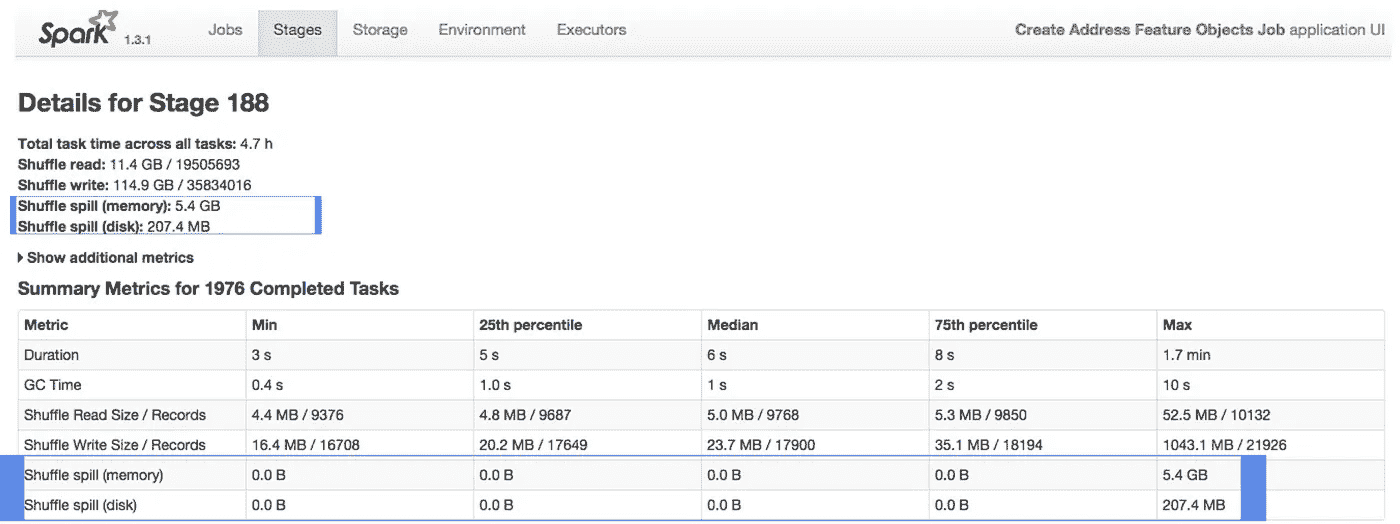 Spark 1.3.1 Jobs Stages Storage Environment Executors Create Address Feature Objects Job application UI
Details for Stage 188
Total task time across all tasks: 4.7 h
Shuffle read: 11.4 GB / 19505693
Shuffle write: 114.9 GB / 35834016
Shuffle spill (memory): 5.4 GB
Shuffle spill (disk): 207.4 MB
Show additional metrics
Summary Metrics for 1976 Completed Tasks
Metric Min 25th percentile Median 75th percentile Max
Duration 3 s 5 s 6 s 8 s 1.7 min
GC Time 0.4 s 1.0 s 1 s 2 s 10 s
Shuffle Read Size / Records 4.4 MB / 9376 4.8 MB / 9687 5.0 MB / 9768 5.3 MB / 9850 52.5 MB / 10132
Shuffle Write Size / Records 16.4 MB / 16708 20.2 MB / 17649 23.7 MB / 17900 35.1 MB / 18194 1043.1 MB / 21926
Shuffle spill (memory) 0.0 B 0.0 B 0.0 B 0.0 B 5.4 GB
Shuffle spill (disk) 0.0 B 0.0 B 0.0 B 0.0 B 207.4 MB